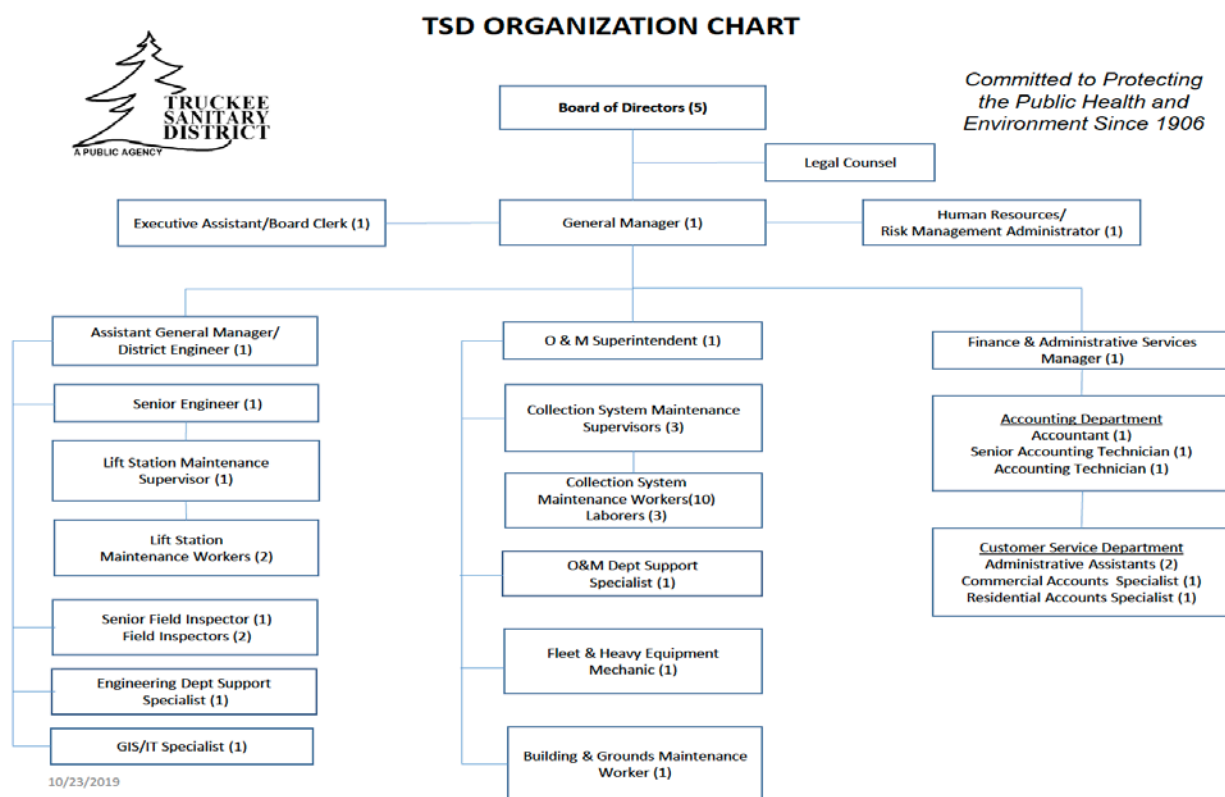 TSD ORGANIZATION CHART
TRUCKEE
SANITARY
DISTRICT
A PUBLIC AGENCY
Committed to Protecting
the Public Health and
Environment Since 1906
Board of Directors (5)
Legal Counsel
Executive Assistant/Board Clerk (1)
General Manager (1)
Human Resources/
Risk Management Administrator (1)
Assistant General Manager/
District Engineer (1)
Senior Engineer (1)
Lift Station Maintenance
Supervisor (1)
Lift Station
Maintenance Workers (2)
Senior Field Inspector (1)
Field Inspectors (2)
Engineering Dept Support
Specialist (1)
GIS/IT Specialist (1)
O & M Superintendent (1)
Collection System Maintenance
Supervisors (3)
Collection System
Maintenance Workers(10)
Laborers (3)
O&M Dept Support
Specialist (1)
Fleet & Heavy Equipment
Mechanic (1)
Building & Grounds Maintenance
Worker (1)
Finance & Administrative Services
Manager (1)
Accounting Department
Accountant (1)
Senior Accounting Technician (1)
Accounting Technician (1)
Customer Service Department
Administrative Assistants (2)
Commercial Accounts Specialist (1)
Residential Accounts Specialist (1)
10/23/2019